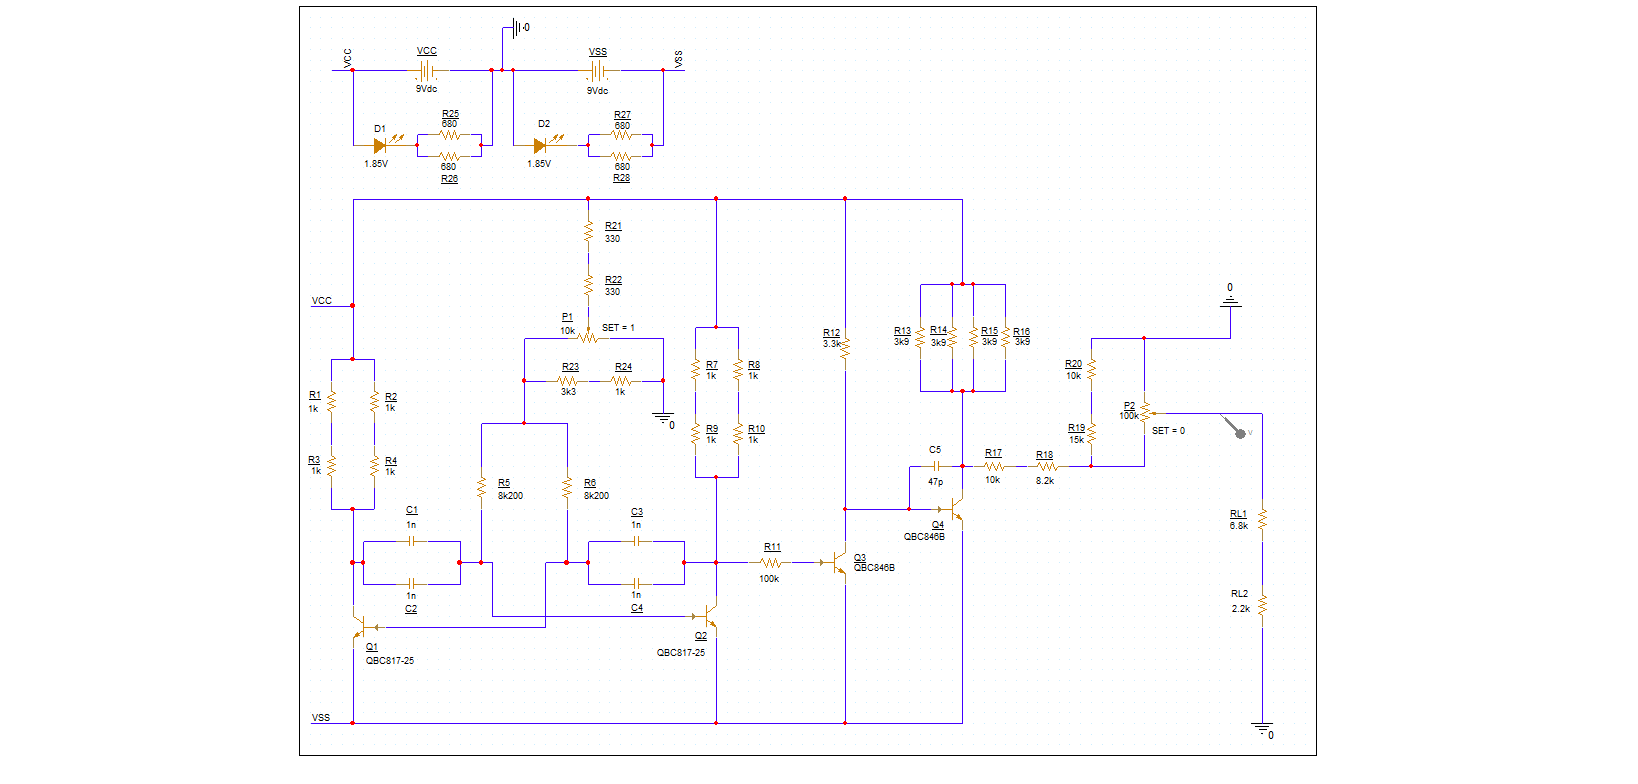 0
VCC
VCC
VSS
VSS
9Vdc
9Vdc
R25
680
R27
680
D1
D2
1.85V
1.85V
680
R26
680
R28
R21
330
R22
330
P1
10k
SET = 1
VCC
R23
3k3
R24
1k
0
R1
1k
R2
1k
R3
1k
R4
1k
R7
1k
R8
1k
R9
1k
R10
1k
R12
3.3k
R13
3k9
R14
3k9
R15
3k9
R16
3k9
0
R20
10k
P2
100k
SET = 0
R19
15k
V
C5
47p
R17
10k
R18
8.2k
R5
8k200
R6
8k200
C1
1n
1n
C2
C3
1n
1n
C4
R11
100k
Q4
QBC846B
Q3
QBC846B
RL1
6.8k
RL2
2.2k
Q1
QBC817-25
Q2
QBC817-25
VSS
0